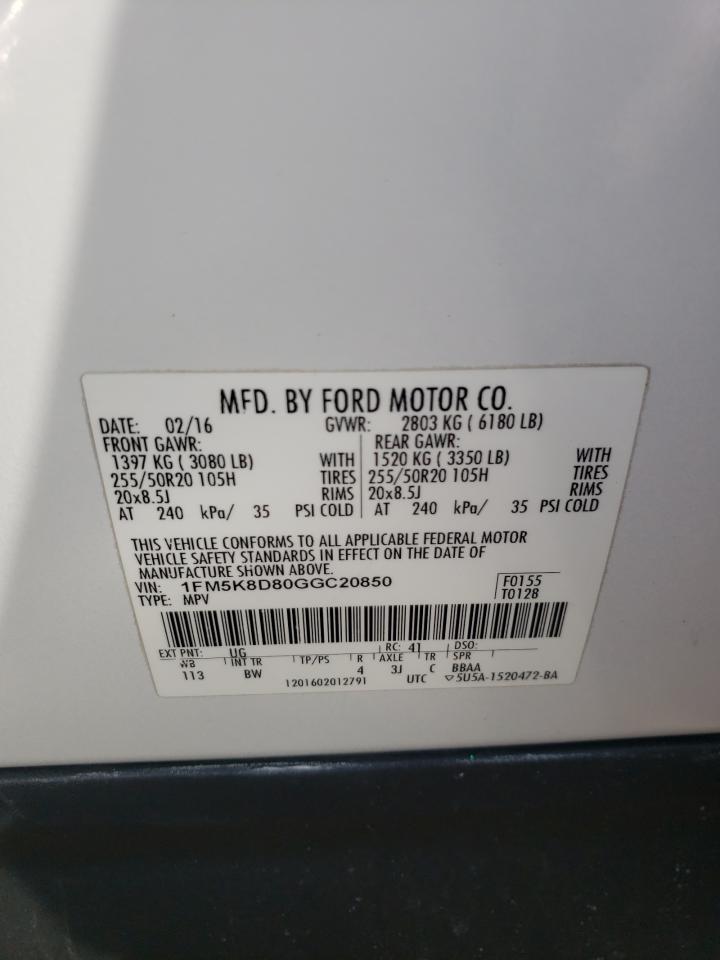 MFD. BY FORD MOTOR CO.
DATE: 02/16 GVWR: 2803 KG ( 6180 LB)
FRONT GAWR: REAR GAWR:
1397 KG ( 3080 LB) WITH 1520 KG ( 3350 LB) WITH
255/50R20 105H TIRES 255/50R20 105H TIRES
20x8.5J RIMS 20x8.5J RIMS
AT 240 kPa/ 35 PSI COLD AT 240 kPa/ 35 PSI COLD
THIS VEHICLE CONFORMS TO ALL APPLICABLE FEDERAL MOTOR
VEHICLE SAFETY STANDARDS IN EFFECT ON THE DATE OF
MANUFACTURE SHOWN ABOVE.
VIN: 1FM5K8D80GGC20850 F0155
TYPE: MPV T0128
EXT PNT: UG RC: 41 DSO:
WB INT TR TP/PS R AXLE TR SPR
113 BW 4 3J C BBAA
1201602012791 UTC ▽5U5A-1520472-BA